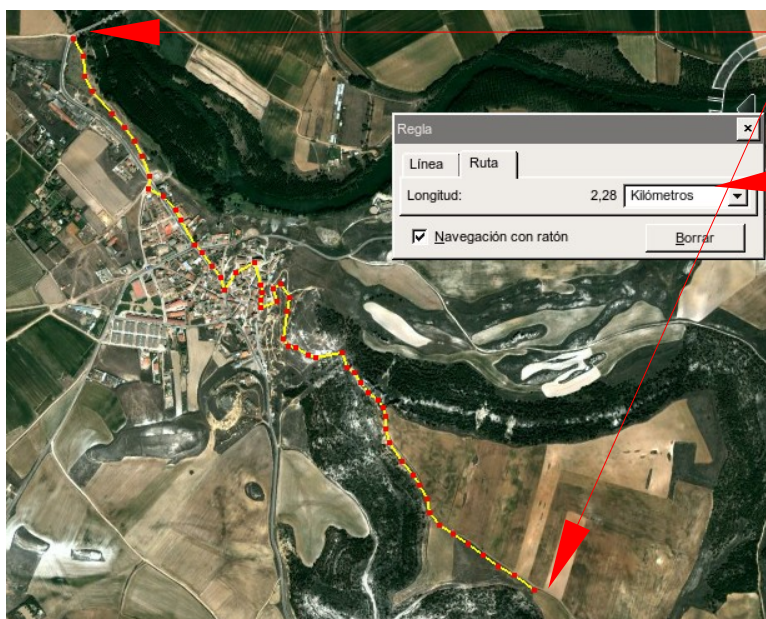 Regla
Línea Ruta
Longitud: 2,28 Kilómetros
Navegación con ratón Borrar